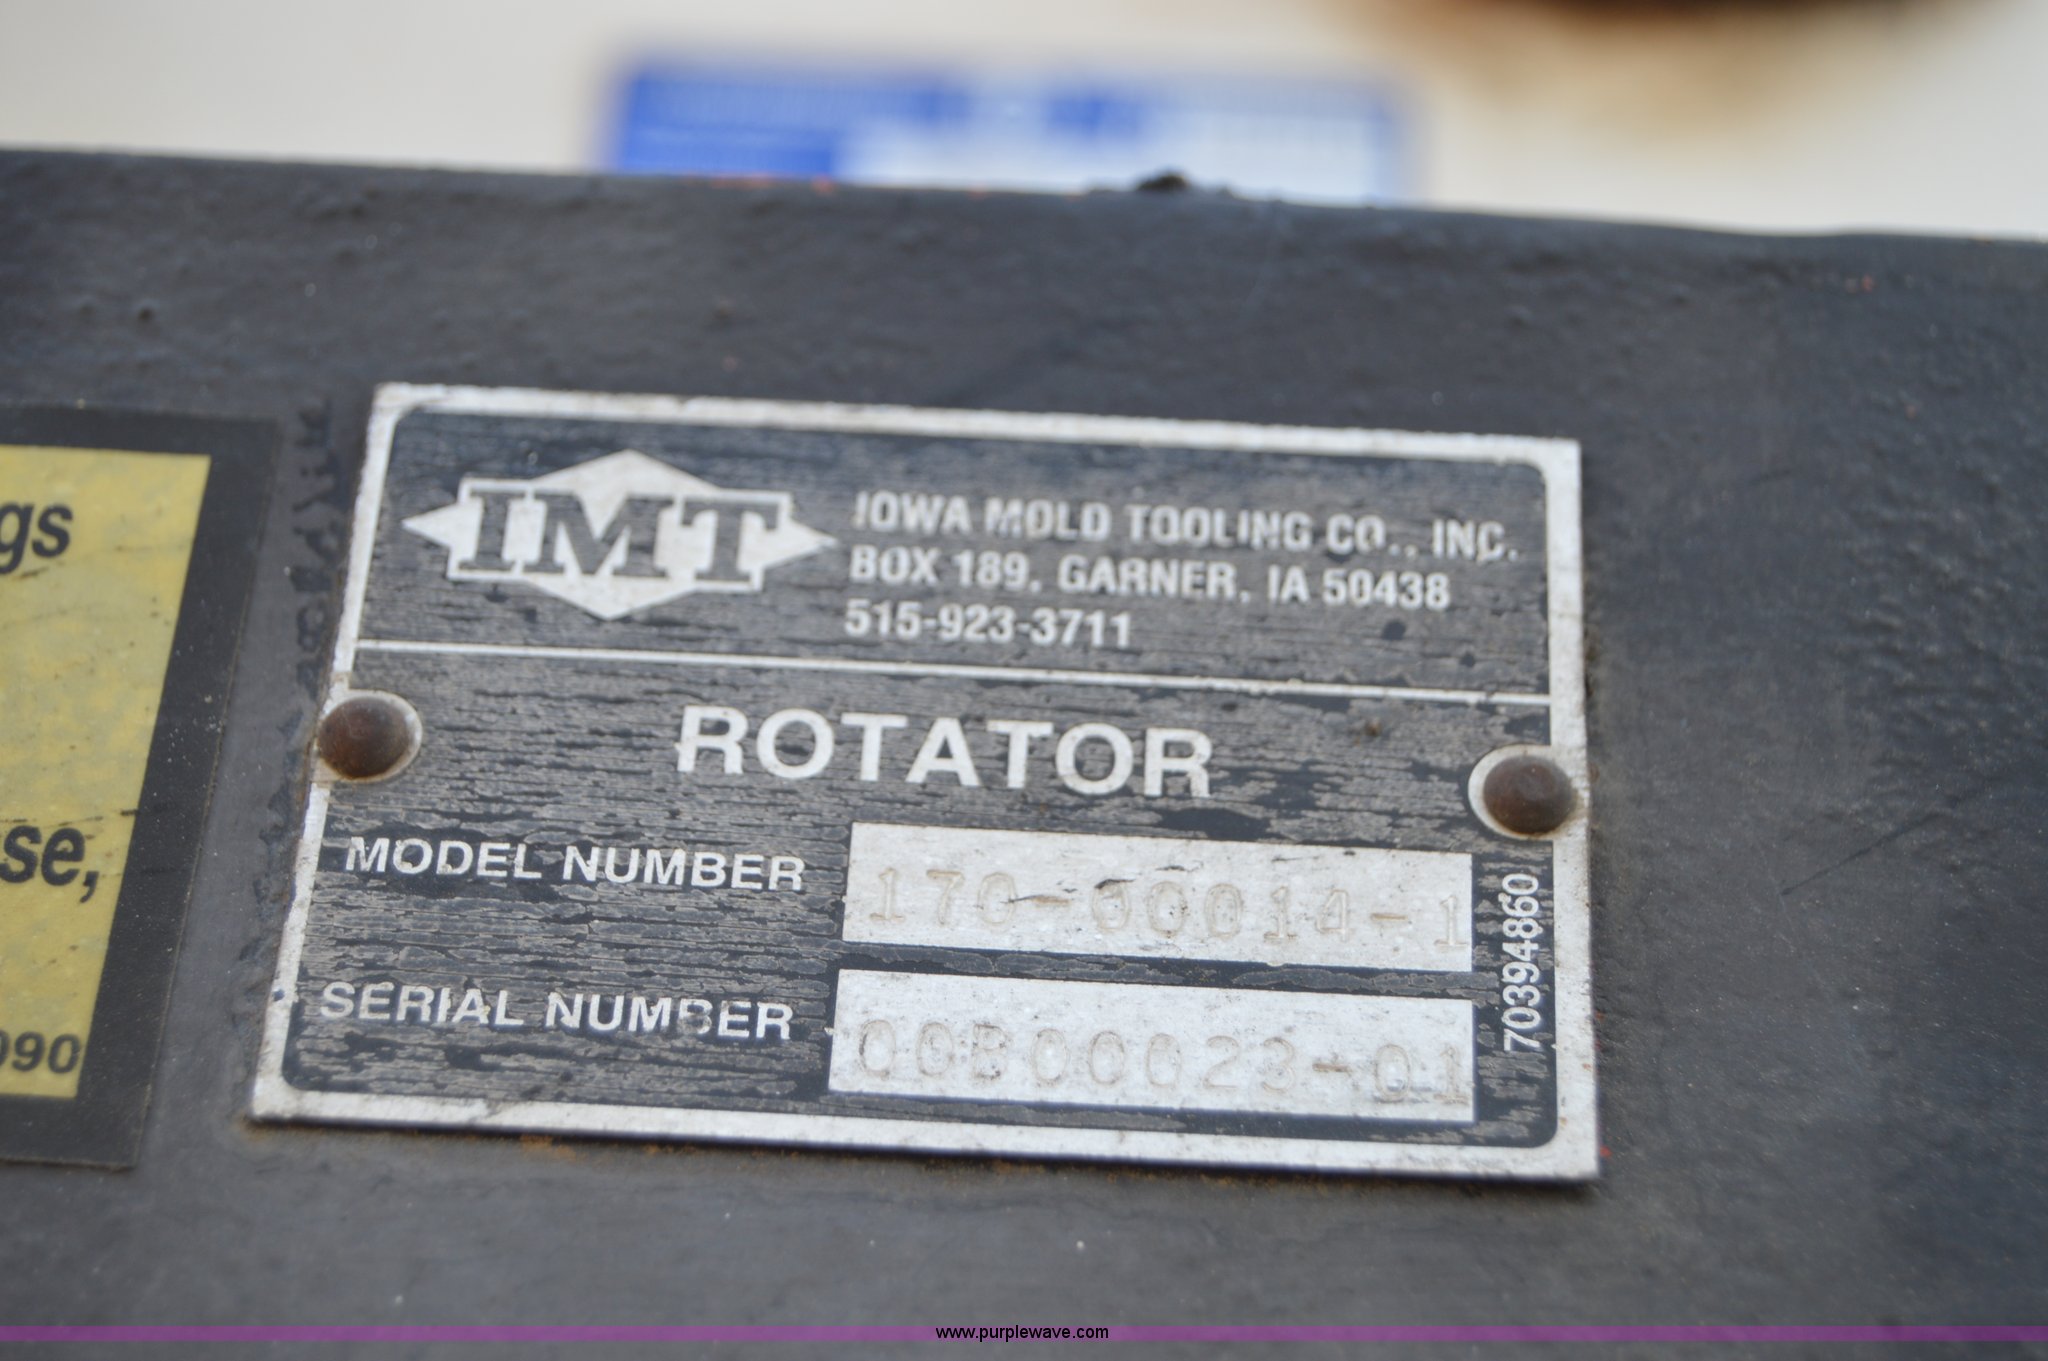 gs
se,
090
IMT
IOWA MOLD TOOLING CO., INC.
BOX 189, GARNER, IA 50438
515-923-3711
ROTATOR
MODEL NUMBER 170-00014-1
SERIAL NUMBER 00B00023-01
70394860
www.purplewave.com